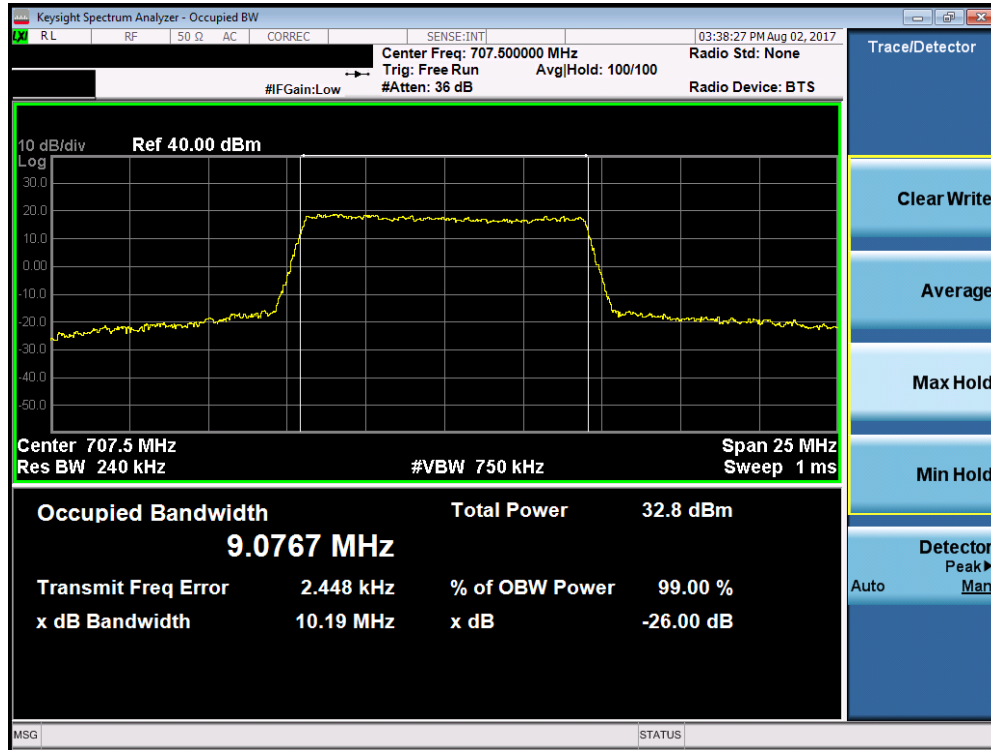 Keysight Spectrum Analyzer - Occupied BW
LXI RL RF 50 Ω AC CORREC SENSE:INT 03:38:27 PM Aug 02, 2017
Center Freq: 707.500000 MHz Radio Std: None
Trig: Free Run Avg|Hold: 100/100
#IFGain:Low #Atten: 36 dB Radio Device: BTS
10 dB/div Ref 40.00 dBm
Log
30.0
20.0
10.0
0.00
-10.0
-20.0
-30.0
-40.0
-50.0
Center 707.5 MHz Span 25 MHz
Res BW 240 kHz #VBW 750 kHz Sweep 1 ms
Occupied Bandwidth Total Power 32.8 dBm
9.0767 MHz
Transmit Freq Error 2.448 kHz % of OBW Power 99.00 %
x dB Bandwidth 10.19 MHz x dB -26.00 dB
MSG STATUS
Trace/Detector
Clear Write
Average
Max Hold
Min Hold
Detector
Peak▶
Auto Man